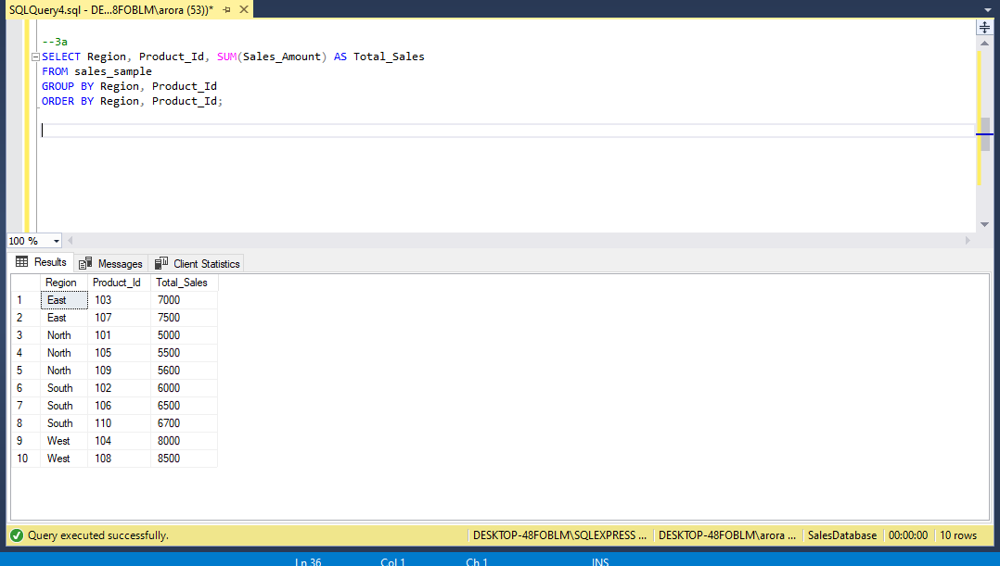 SQLQuery4.sql - DE...8FOBLM\arora (53))*
--3a
SELECT Region, Product_Id, SUM(Sales_Amount) AS Total_Sales
FROM sales_sample
GROUP BY Region, Product_Id
ORDER BY Region, Product_Id;
100 %
Results Messages Client Statistics
Region Product_Id Total_Sales
1 East 103 7000
2 East 107 7500
3 North 101 5000
4 North 105 5500
5 North 109 5600
6 South 102 6000
7 South 106 6500
8 South 110 6700
9 West 104 8000
10 West 108 8500
Query executed successfully. DESKTOP-48FOBLM\SQLEXPRESS ... DESKTOP-48FOBLM\arora ... SalesDatabase 00:00:00 10 rows
Ln 36 Col 1 Ch 1 INS